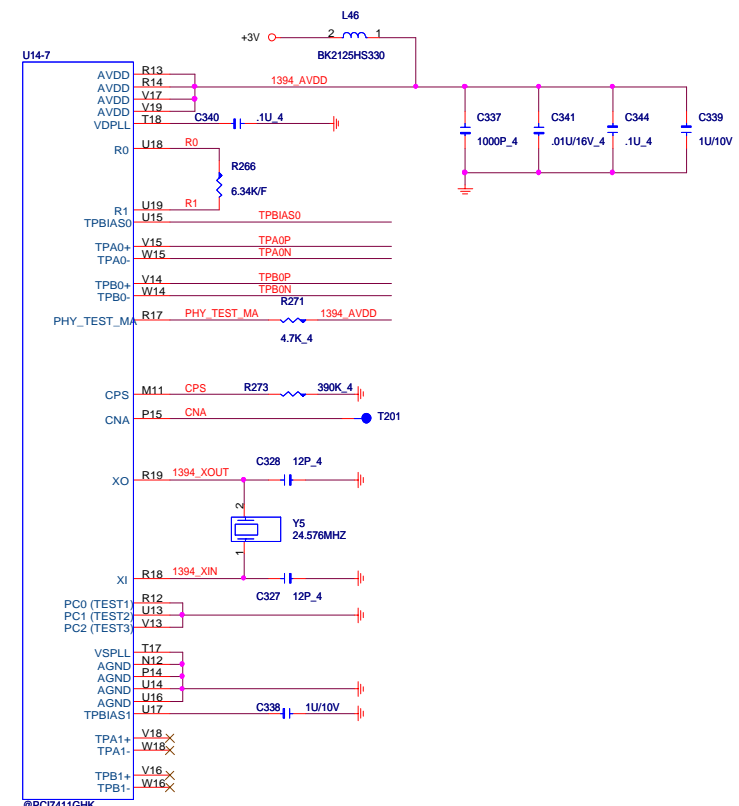 L46
+3V 2 1
BK2125HS330
U14-7
AVDD R13
AVDD R14 1394_AVDD
AVDD V17
AVDD V19
VDPLL T18 C340 .1U_4
C337 C341 C344 C339
1000P_4 .01U/16V_4 .1U_4 1U/10V
R0 U18 R0
R266
6.34K/F
R1 U19 R1
TPBIAS0 U15 TPBIAS0
TPA0+ V15 TPA0P
TPA0- W15 TPA0N
TPB0+ V14 TPB0P
TPB0- W14 TPB0N
R271
PHY_TEST_MA R17 PHY_TEST_MA 1394_AVDD
4.7K_4
CPS M11 CPS R273 390K_4
CNA P15 CNA T201
C328 12P_4
XO R19 1394_XOUT
2
Y5
24.576MHZ
1
XI R18 1394_XIN
C327 12P_4
PC0 (TEST1) R12
PC1 (TEST2) U13
PC2 (TEST3) V13
VSPLL T17
AGND N12
AGND P14
AGND U14
AGND U16
TPBIAS1 U17 C338 1U/10V
TPA1+ V18
TPA1- W18
TPB1+ V16
TPB1- W16
@PCI7411GHK